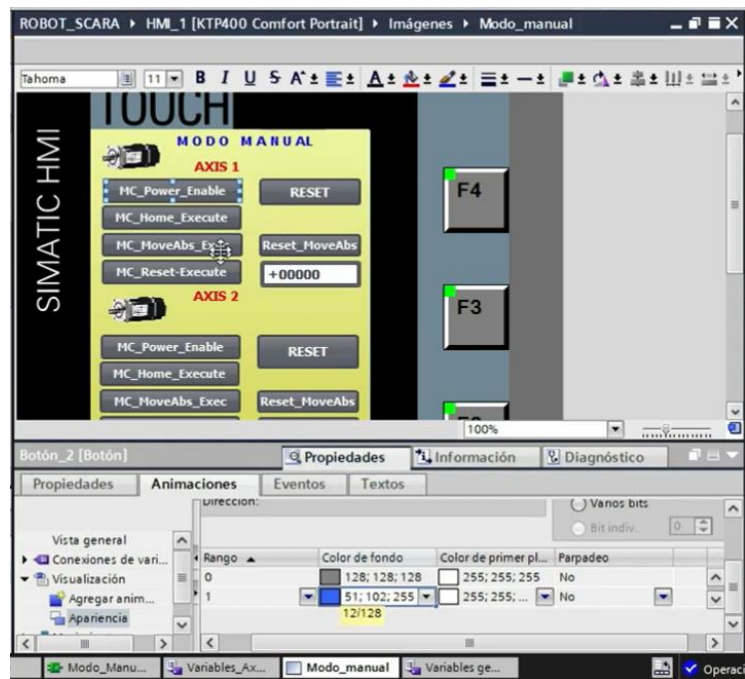 ROBOT_SCARA ▸ HMI_1 [KTP400 Comfort Portrait] ▸ Imágenes ▸ Modo_manual
Tahoma 11 B I U S A
TOUCH
SIMATIC HMI
MODO MANUAL
AXIS 1
MC_Power_Enable RESET
MC_Home_Execute
MC_MoveAbs_Exec Reset_MoveAbs
MC_Reset-Execute +00000
AXIS 2
MC_Power_Enable RESET
MC_Home_Execute
MC_MoveAbs_Exec Reset_MoveAbs
F4
F3
100%
Botón_2 [Botón] Propiedades Información Diagnóstico
Propiedades Animaciones Eventos Textos
Dirección:
Varios bits
Bit indiv. 0
Vista general
Conexiones de vari...
Visualización
Agregar anim...
Apariencia
Rango Color de fondo Color de primer pl... Parpadeo
0 128; 128; 128 255; 255; 255 No
1 51; 102; 255 255; 255; ... No
12/128
Modo_Manu... Variables_Ax... Modo_manual Variables ge... Operaci